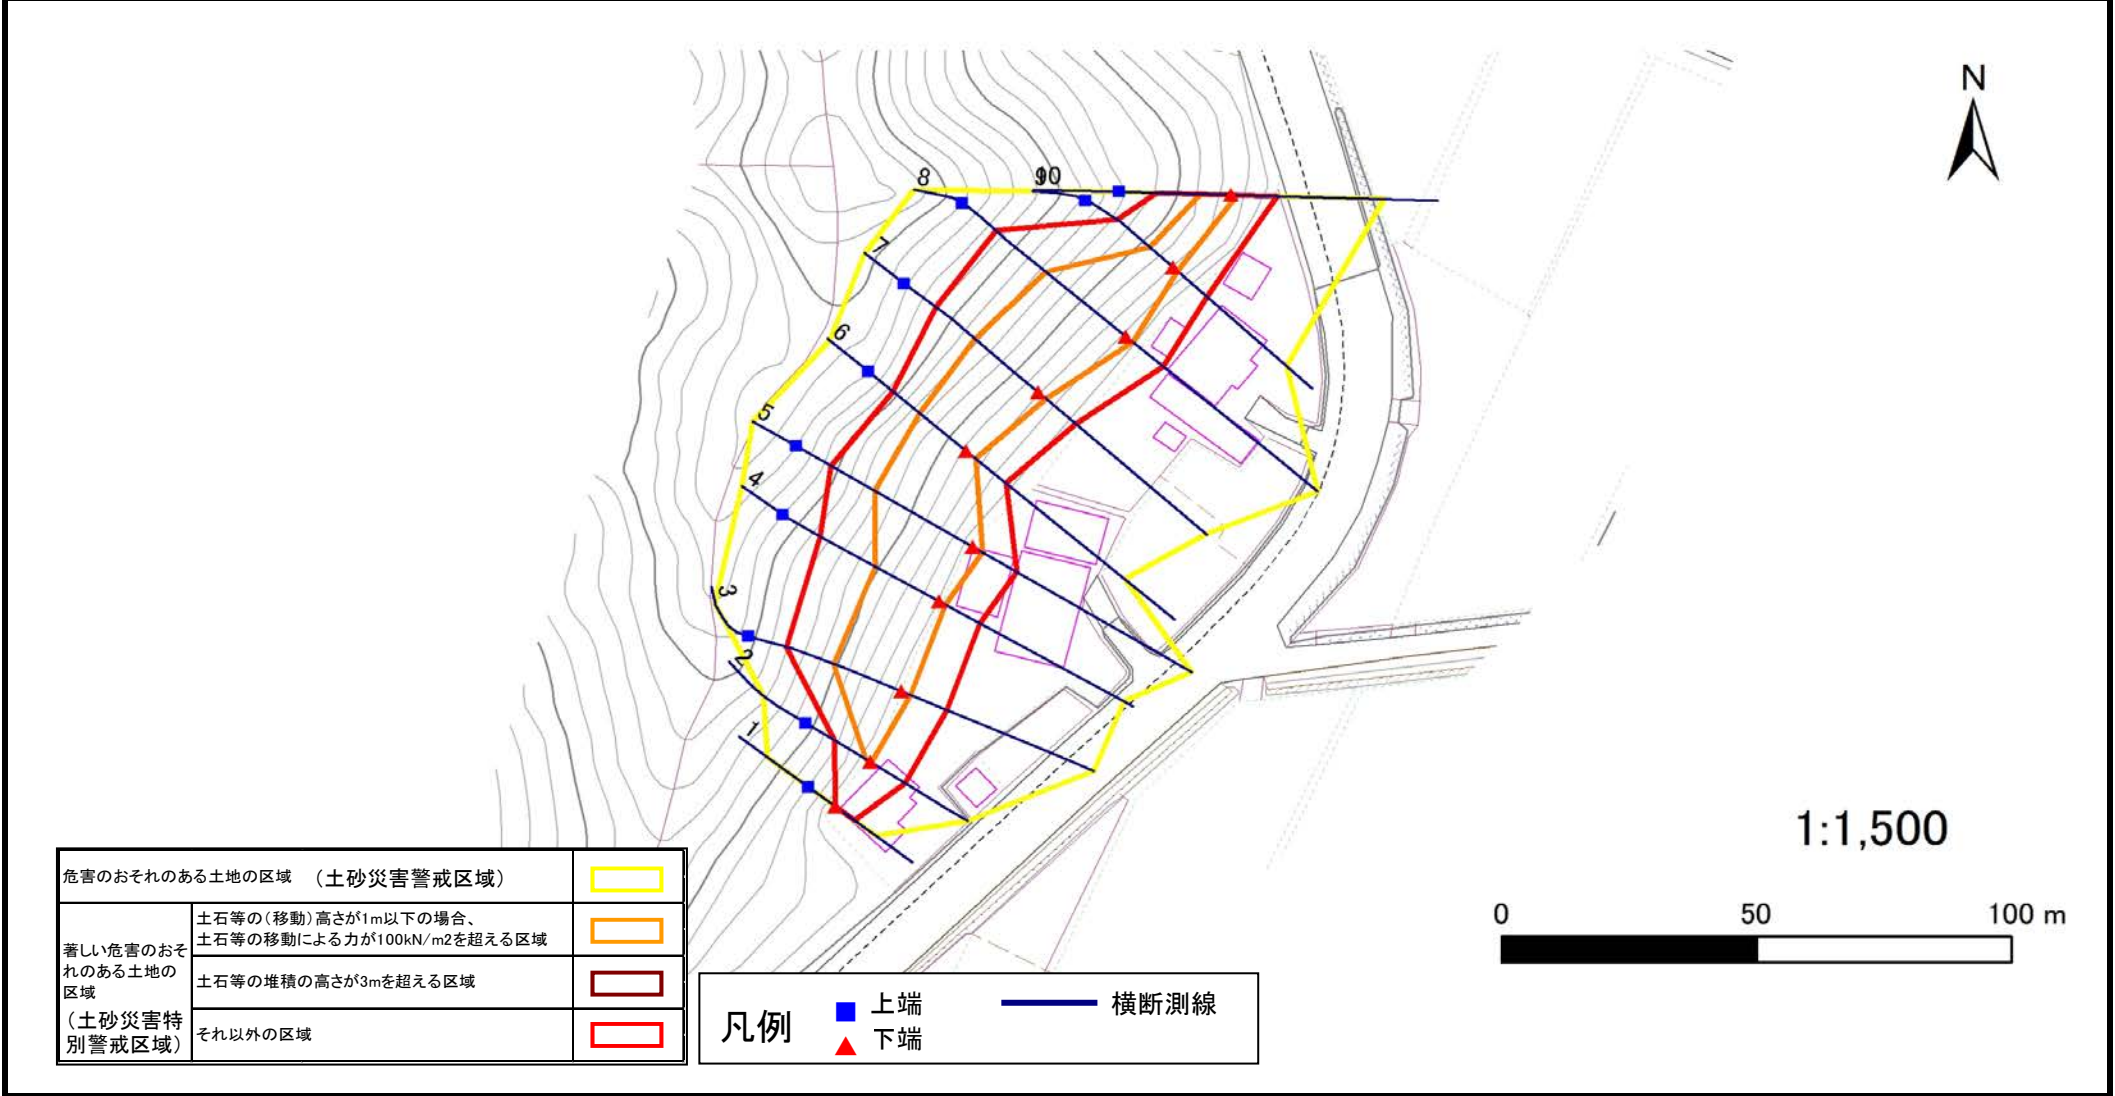 N
8
9
10
7
6
5
4
3
2
1
1:1,500
0 50 100 m
危害のおそれのある土地の区域 (土砂災害警戒区域)
著しい危害のおそ
れのある土地の
区域
(土砂災害特
別警戒区域)
土石等の(移動)高さが1m以下の場合、
土石等の移動による力が100kN/m2を超える区域
土石等の堆積の高さが3mを超える区域
それ以外の区域
凡例
上端
下端
横断測線